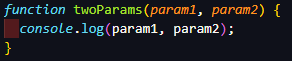 function twoParams(param1, param2) {
  console.log(param1, param2);
}